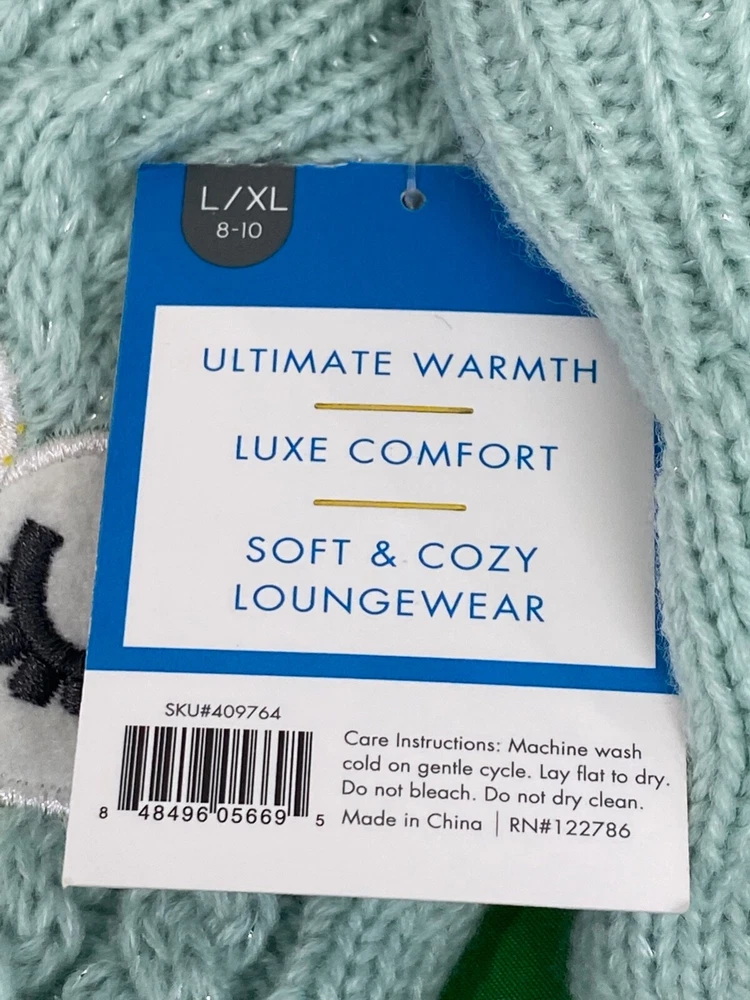 L/XL
8-10
ULTIMATE WARMTH
LUXE COMFORT
SOFT & COZY
LOUNGEWEAR
SKU#409764
8 48496 05669 5
Care Instructions: Machine wash
cold on gentle cycle. Lay flat to dry.
Do not bleach. Do not dry clean.
Made in China | RN#122786